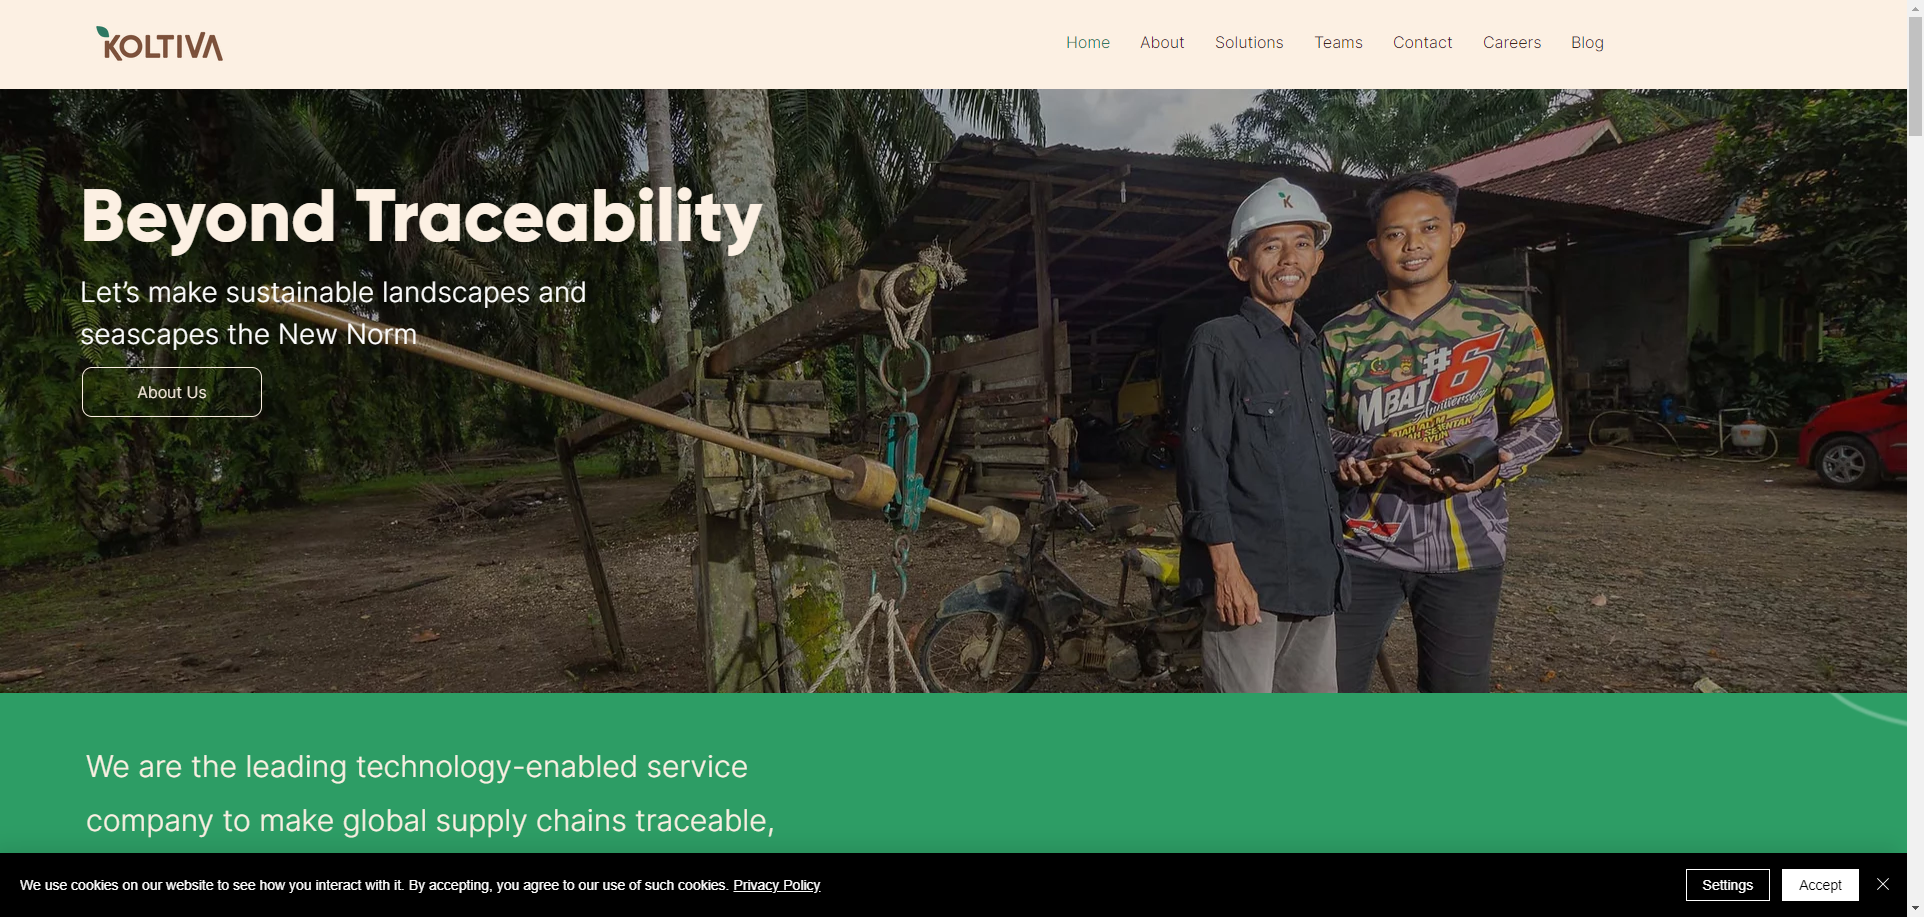 KOLTIVA
Home About Solutions Teams Contact Careers Blog
Beyond Traceability
Let’s make sustainable landscapes and
seascapes the New Norm
About Us
K
#6
MBAT
Anniversary
We are the leading technology-enabled service
company to make global supply chains traceable,
We use cookies on our website to see how you interact with it. By accepting, you agree to our use of such cookies. Privacy Policy
Settings Accept